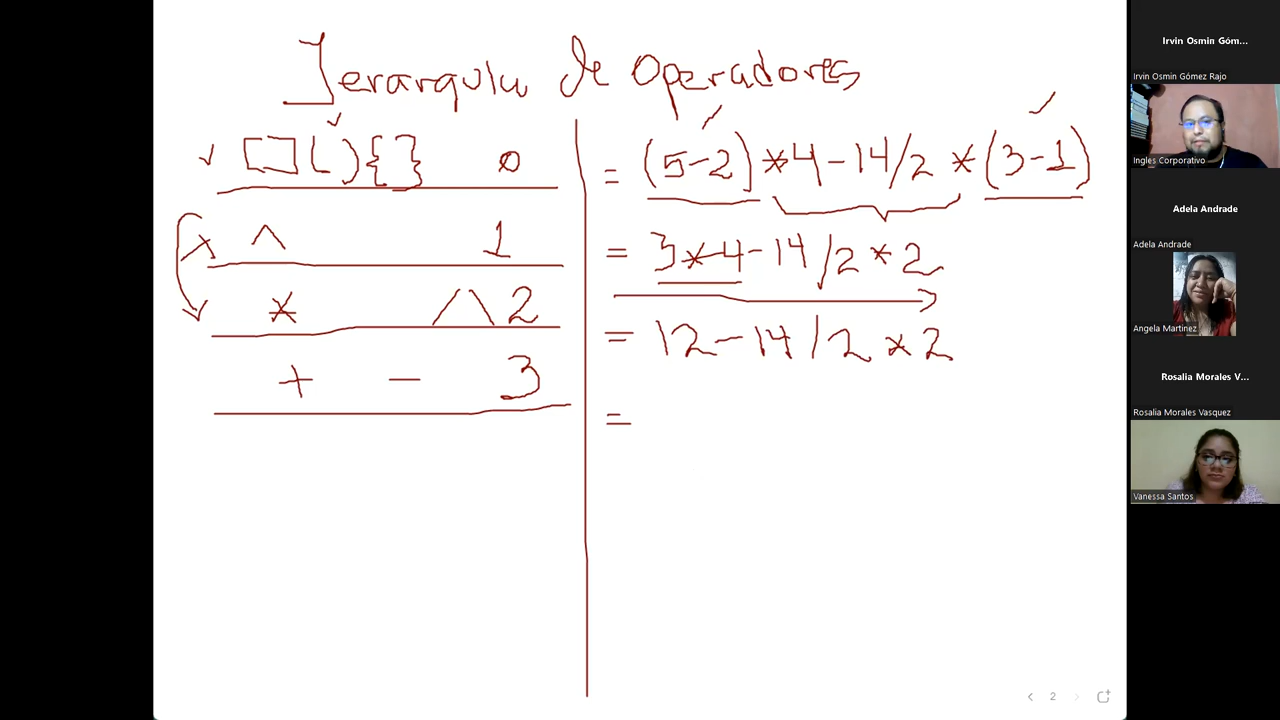 Jerarquia de Operadores
[ ] ( ) { } 0
^ 1
* / \ 2
+ - 3
= (5-2)*4-14/2*(3-1)
= 3*4-14/2*2
= 12-14/2*2
=
Irvin Osmin Góm...
Irvin Osmin Gómez Rajo
Ingles Corporativo
Adela Andrade
Adela Andrade
Angela Martinez
Rosalia Morales V...
Rosalia Morales Vasquez
Vanessa Santos
2